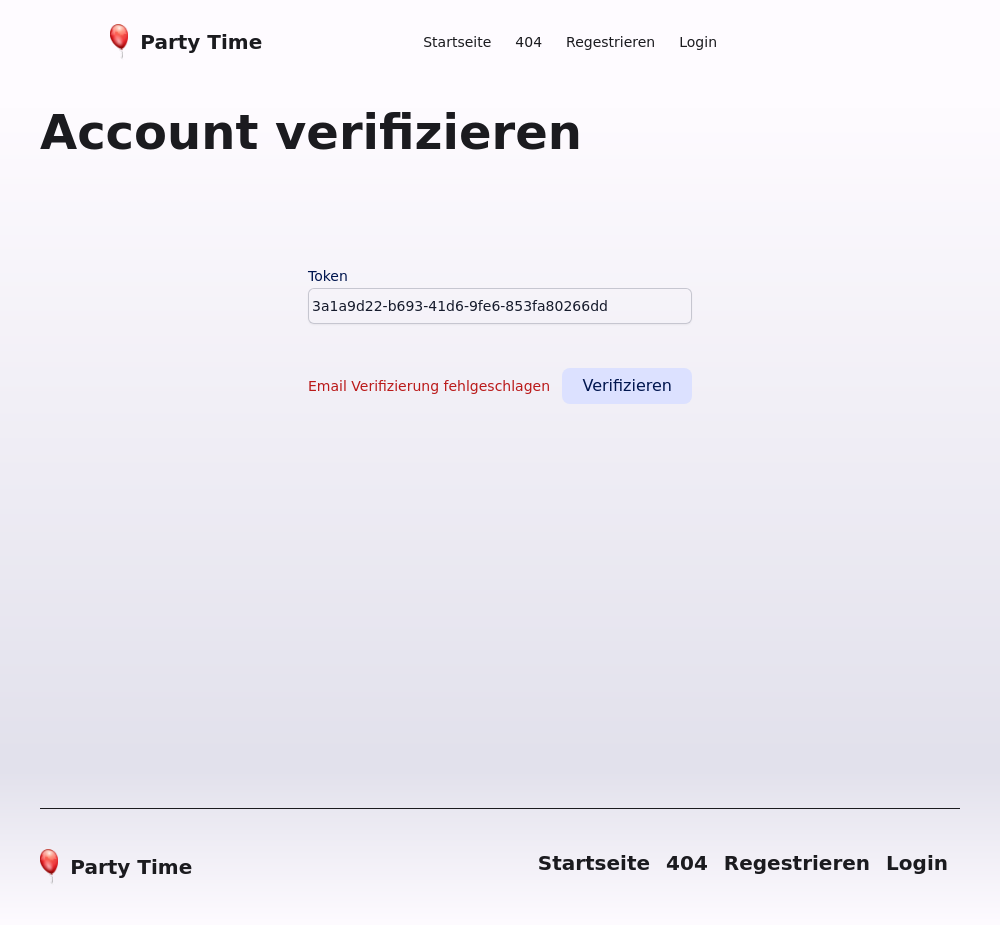 Party Time
Startseite 404 Regestrieren Login
Account verifizieren
Token
3a1a9d22-b693-41d6-9fe6-853fa80266dd
Email Verifizierung fehlgeschlagen Verifizieren
Party Time
Startseite 404 Regestrieren Login